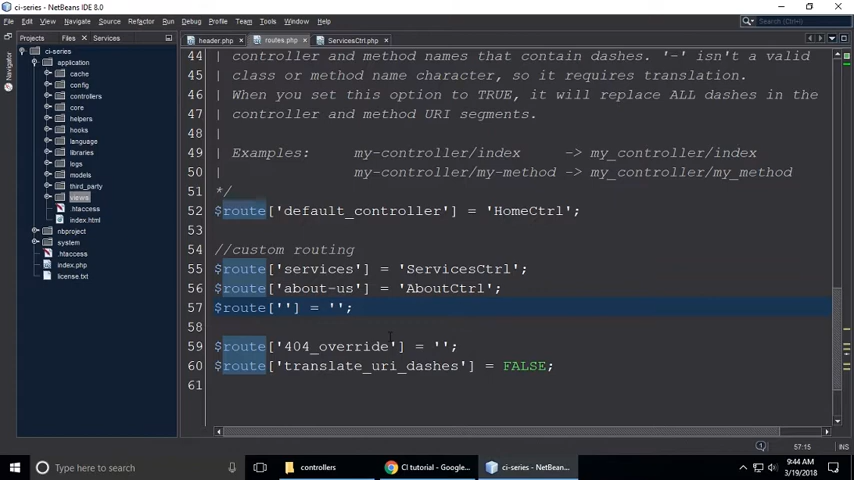 ci-series - NetBeans IDE 8.0
File Edit View Navigate Source Refactor Run Debug Profile Team Tools Window Help
Search (Ctrl+I)
Projects Files Services
header.php routes.php ServicesCtrl.php
Navigator
ci-series
application
cache
config
controllers
core
helpers
hooks
language
libraries
logs
models
third_party
views
.htaccess
index.html
nbproject
system
.htaccess
index.php
license.txt
44 | controller and method names that contain dashes. '-' isn't a valid
45 | class or method name character, so it requires translation.
46 | When you set this option to TRUE, it will replace ALL dashes in the
47 | controller and method URI segments.
48 |
49 | Examples: my-controller/index -> my_controller/index
50 | my-controller/my-method -> my_controller/my_method
51 */
52 $route['default_controller'] = 'HomeCtrl';
53
54 //custom routing
55 $route['services'] = 'ServicesCtrl';
56 $route['about-us'] = 'AboutCtrl';
57 $route[''] = '';
58
59 $route['404_override'] = '';
60 $route['translate_uri_dashes'] = FALSE;
61
57:15 INS
Type here to search
controllers
CI tutorial - Google...
ci-series - NetBean...
9:44 AM
3/19/2018